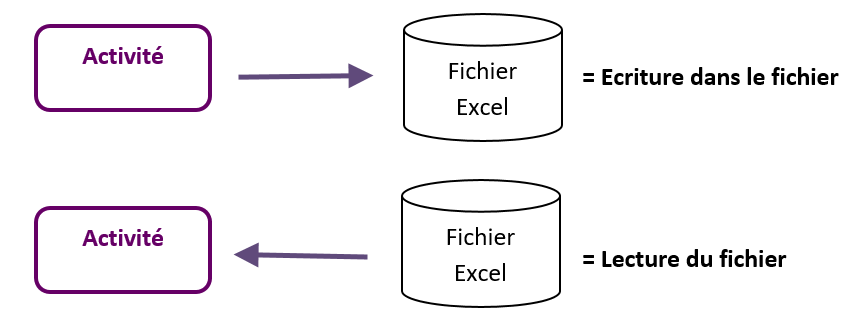 Activité
Fichier
Excel
= Ecriture dans le fichier
Activité
Fichier
Excel
= Lecture du fichier